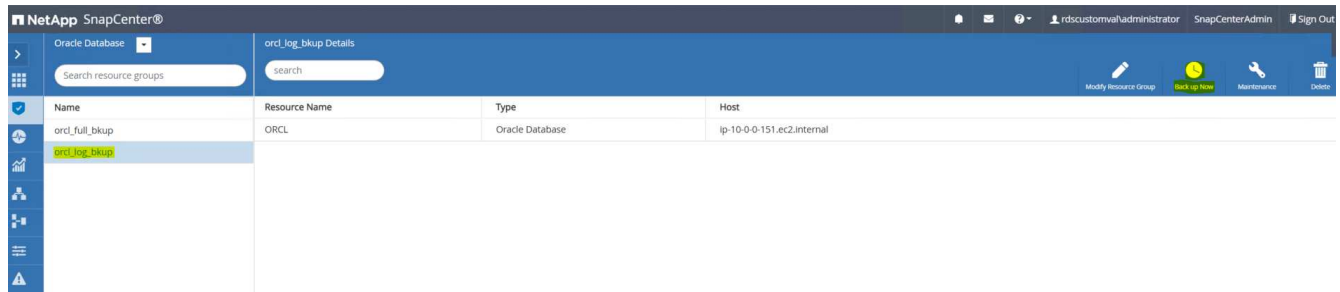 NetApp SnapCenter®
rdscustomval\administrator SnapCenterAdmin Sign Out
Oracle Database
orcl_log_bkup Details
Search resource groups
search
Modify Resource Group Back up Now Maintenance Delete
Name
Resource Name Type Host
orcl_full_bkup
ORCL Oracle Database ip-10-0-0-151.ec2.internal
orcl_log_bkup